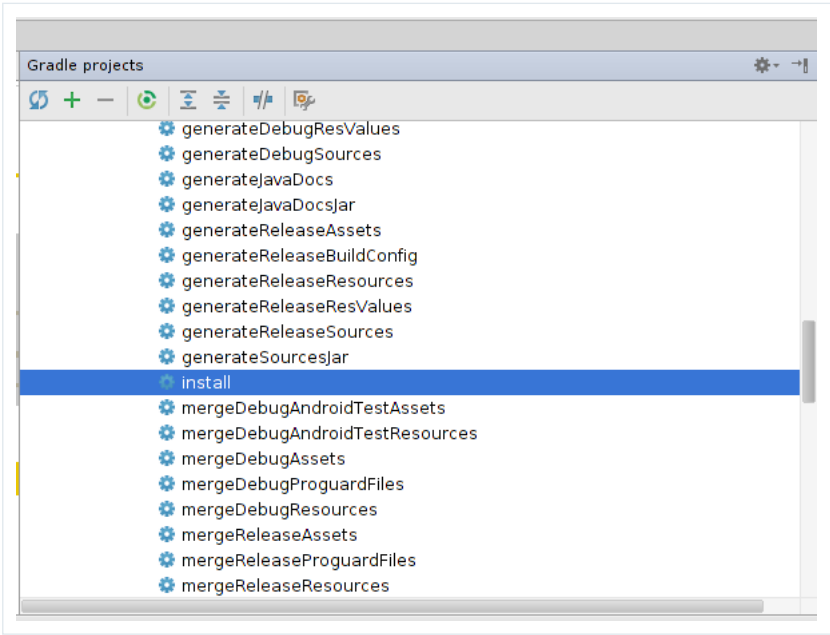 Gradle projects
generateDebugResValues
generateDebugSources
generateJavaDocs
generateJavaDocsJar
generateReleaseAssets
generateReleaseBuildConfig
generateReleaseResources
generateReleaseResValues
generateReleaseSources
generateSourcesJar
install
mergeDebugAndroidTestAssets
mergeDebugAndroidTestResources
mergeDebugAssets
mergeDebugProguardFiles
mergeDebugResources
mergeReleaseAssets
mergeReleaseProguardFiles
mergeReleaseResources